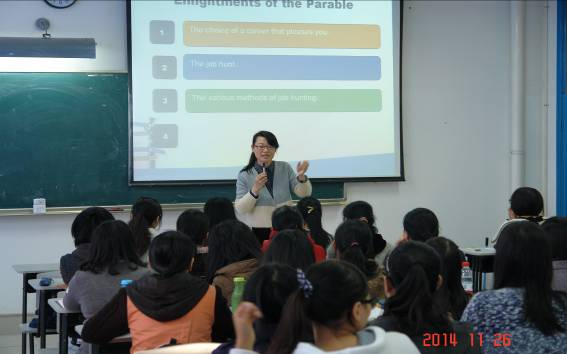 Enlightments of the Parable
1
The choice of a career that pleases you.
2
The job hunt.
3
The various methods of job hunting.
4
2014 11 26